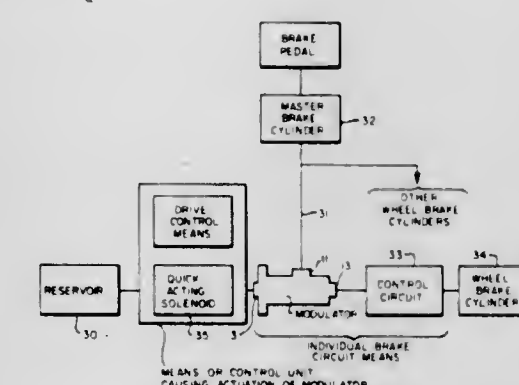 BRAKE
PEDAL
MASTER
BRAKE
CYLINDER
32
OTHER
WHEEL BRAKE
CYLINDERS
31
DRIVE
CONTROL
MEANS
QUICK
ACTING
SOLENOID
35
RESERVOIR
30
3
11
13
MODULATOR
33
CONTROL
CIRCUIT
34
WHEEL
BRAKE
CYLINDER
INDIVIDUAL BRAKE
CIRCUIT MEANS
MEANS OR CONTROL UNIT
CAUSING ACTUATION OF MODULATOR